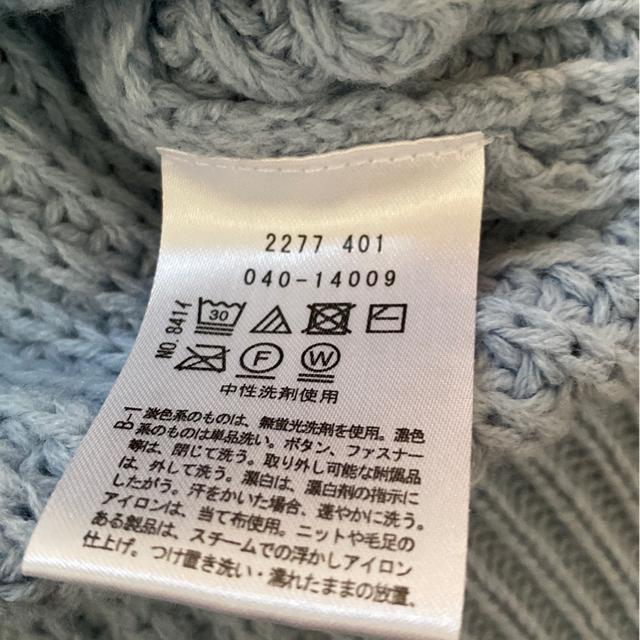 2277 401
040-14009
NO.841イ
30
F W
中性洗剤使用
B1
淡色系のものは、無蛍光洗剤を使用。濃色
系のものは単品洗い。ボタン、ファスナー
等は、閉じて洗う。取り外し可能な附属品
は、外して洗う。漂白は、漂白剤の指示に
したがう。汗をかいた場合、速やかに洗う。
アイロンは、当て布使用。ニットや毛足の
ある製品は、スチームでの浮かしアイロン
仕上げ。つけ置き洗い・濡れたままの放置、